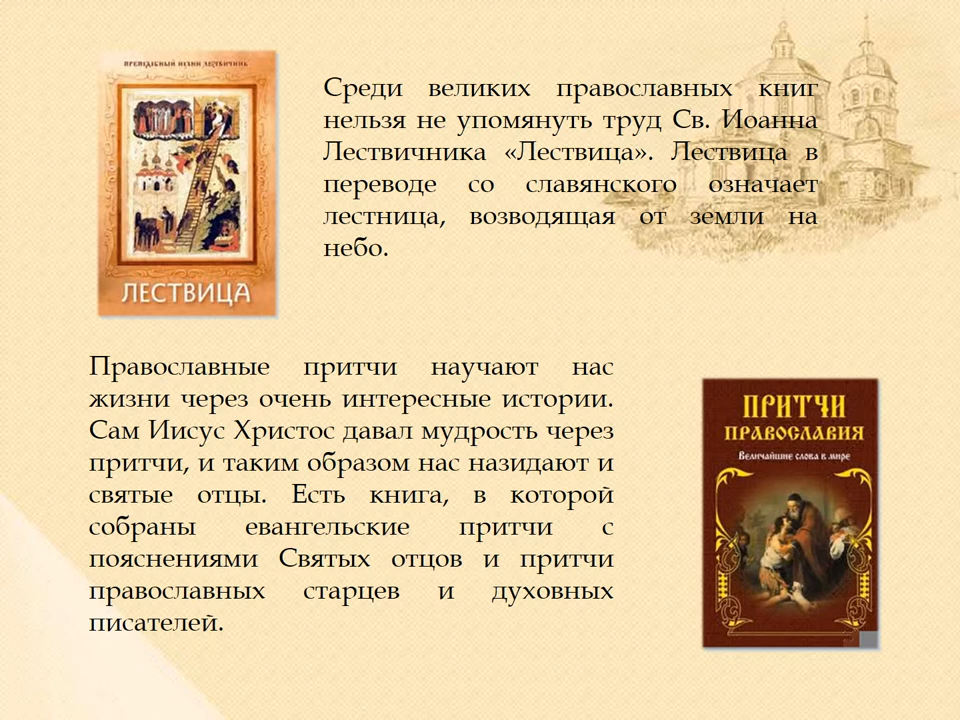 ПРЕПОДОБНЫЙ ИОАНН ЛЕСТВИЧНИК
ЛЕСТВИЦА
Среди великих православных книг
нельзя не упомянуть труд Св. Иоанна
Лествичника «Лествица». Лествица в
переводе со славянского означает
лестница, возводящая от земли на
небо.
Православные притчи научают нас
жизни через очень интересные истории.
Сам Иисус Христос давал мудрость через
притчи, и таким образом нас назидают и
святые отцы. Есть книга, в которой
собраны евангельские притчи с
пояснениями Святых отцов и притчи
православных старцев и духовных
писателей.
ПРИТЧИ
ПРАВОСЛАВИЯ
Величайшие слова в мире